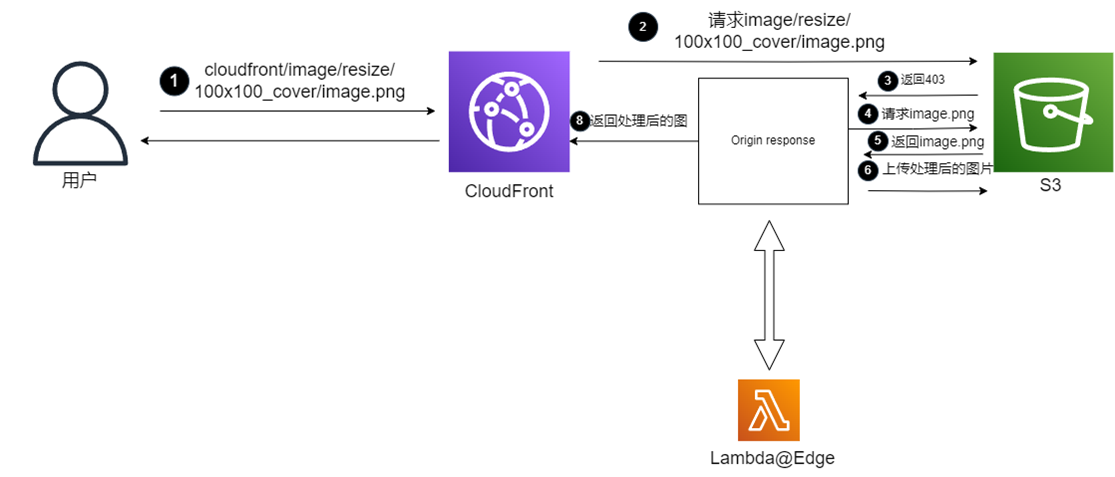 1
cloudfront/image/resize/
100x100_cover/image.png
用户
CloudFront
2
请求image/resize/
100x100_cover/image.png
3 返回403
4 请求image.png
5 返回image.png
6 上传处理后的图片
8 返回处理后的图
Origin response
S3
Lambda@Edge